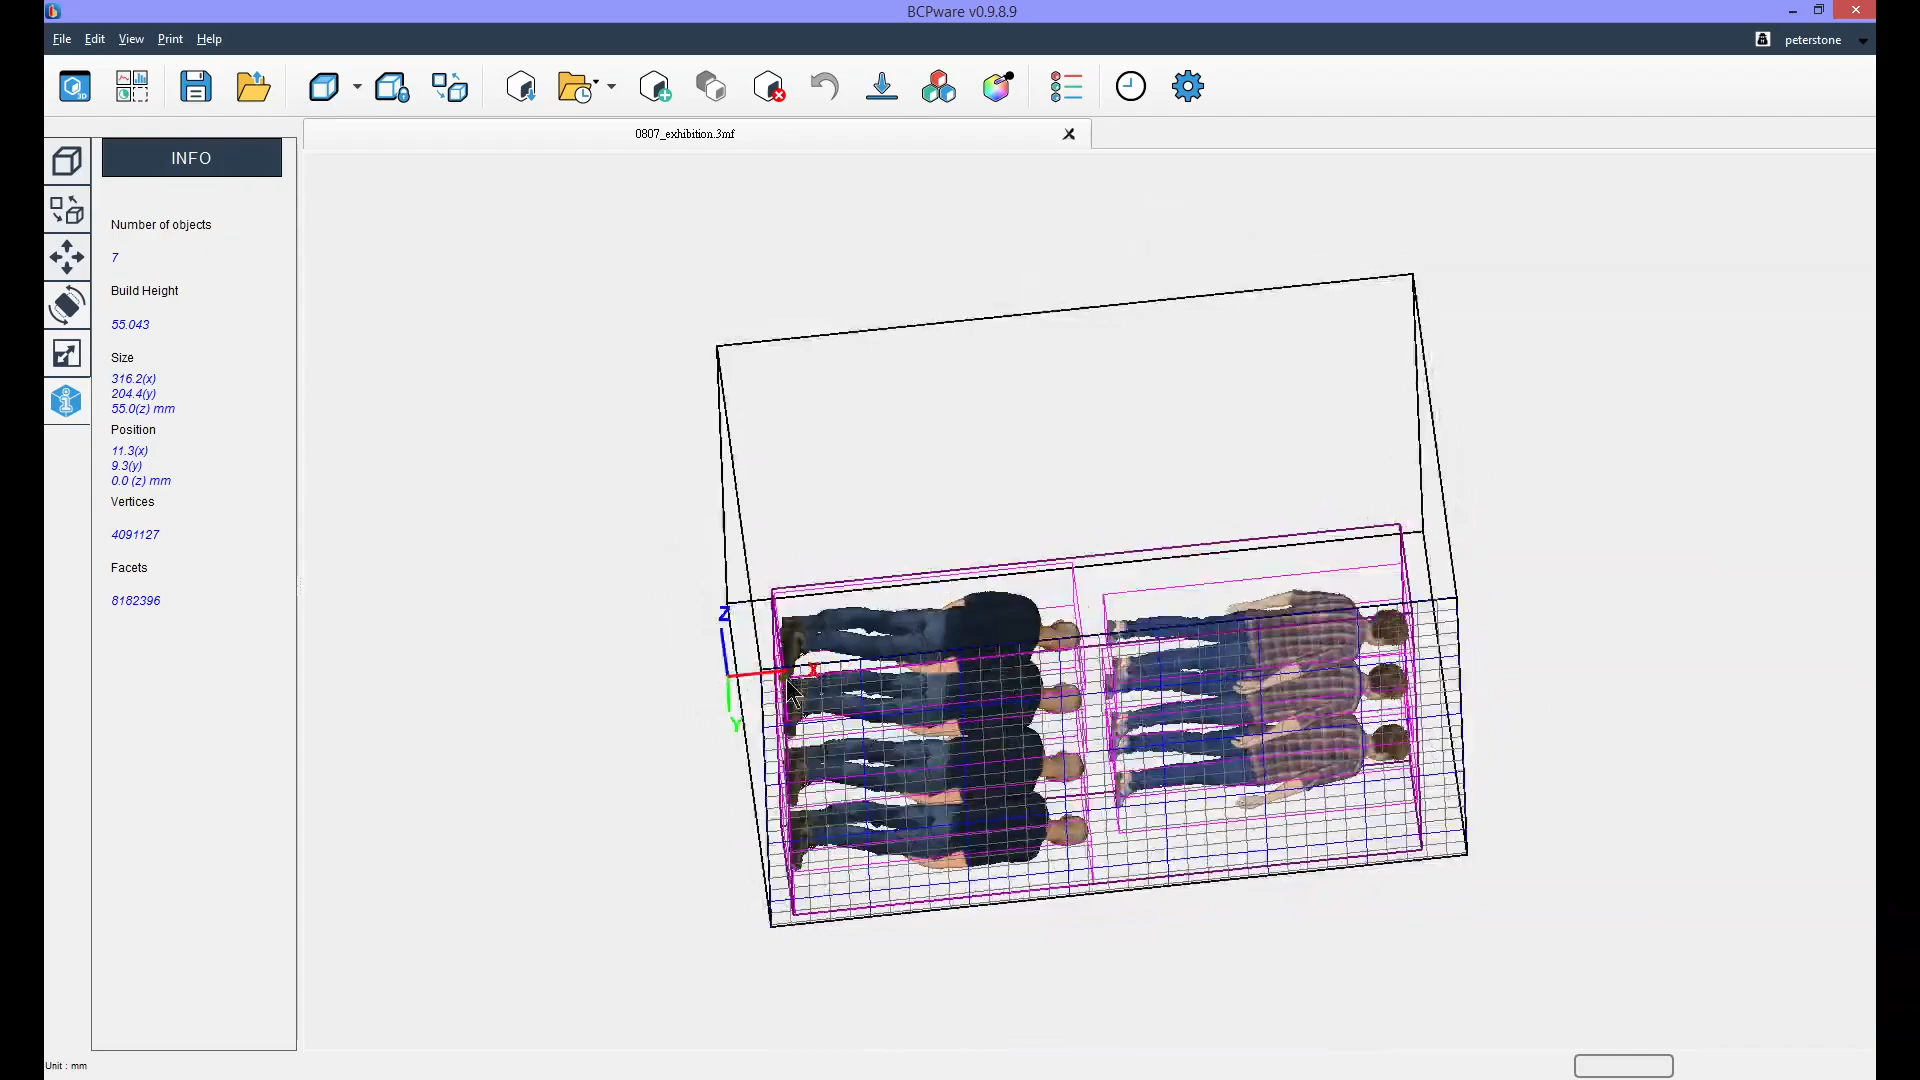 BCPware v0.9.8.9
File Edit View Print Help
peterstone
3D
0807_exhibition.3mf
INFO
Number of objects
7
Build Height
55.043
Size
316.2(x)
204.4(y)
55.0(z) mm
Position
11.3(x)
9.3(y)
0.0 (z) mm
Vertices
4091127
Facets
8182396
Z
X
Y
Unit : mm